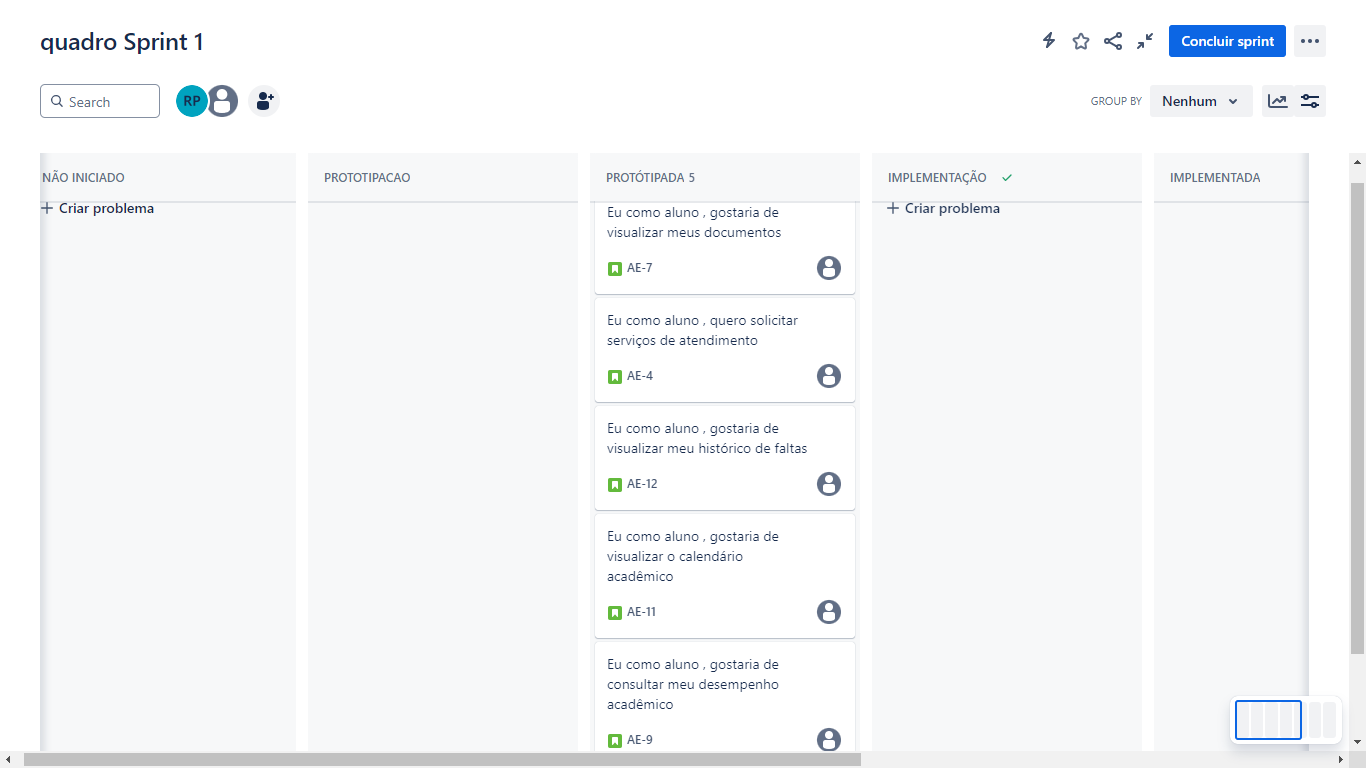 quadro Sprint 1
Concluir sprint
Search
RP
GROUP BY
Nenhum
NÃO INICIADO
PROTOTIPACAO
PROTÓTIPADA 5
IMPLEMENTAÇÃO
IMPLEMENTADA
+ Criar problema
+ Criar problema
Eu como aluno , gostaria de
visualizar meus documentos
AE-7
Eu como aluno , quero solicitar
serviços de atendimento
AE-4
Eu como aluno , gostaria de
visualizar meu histórico de faltas
AE-12
Eu como aluno , gostaria de
visualizar o calendário
acadêmico
AE-11
Eu como aluno , gostaria de
consultar meu desempenho
acadêmico
AE-9